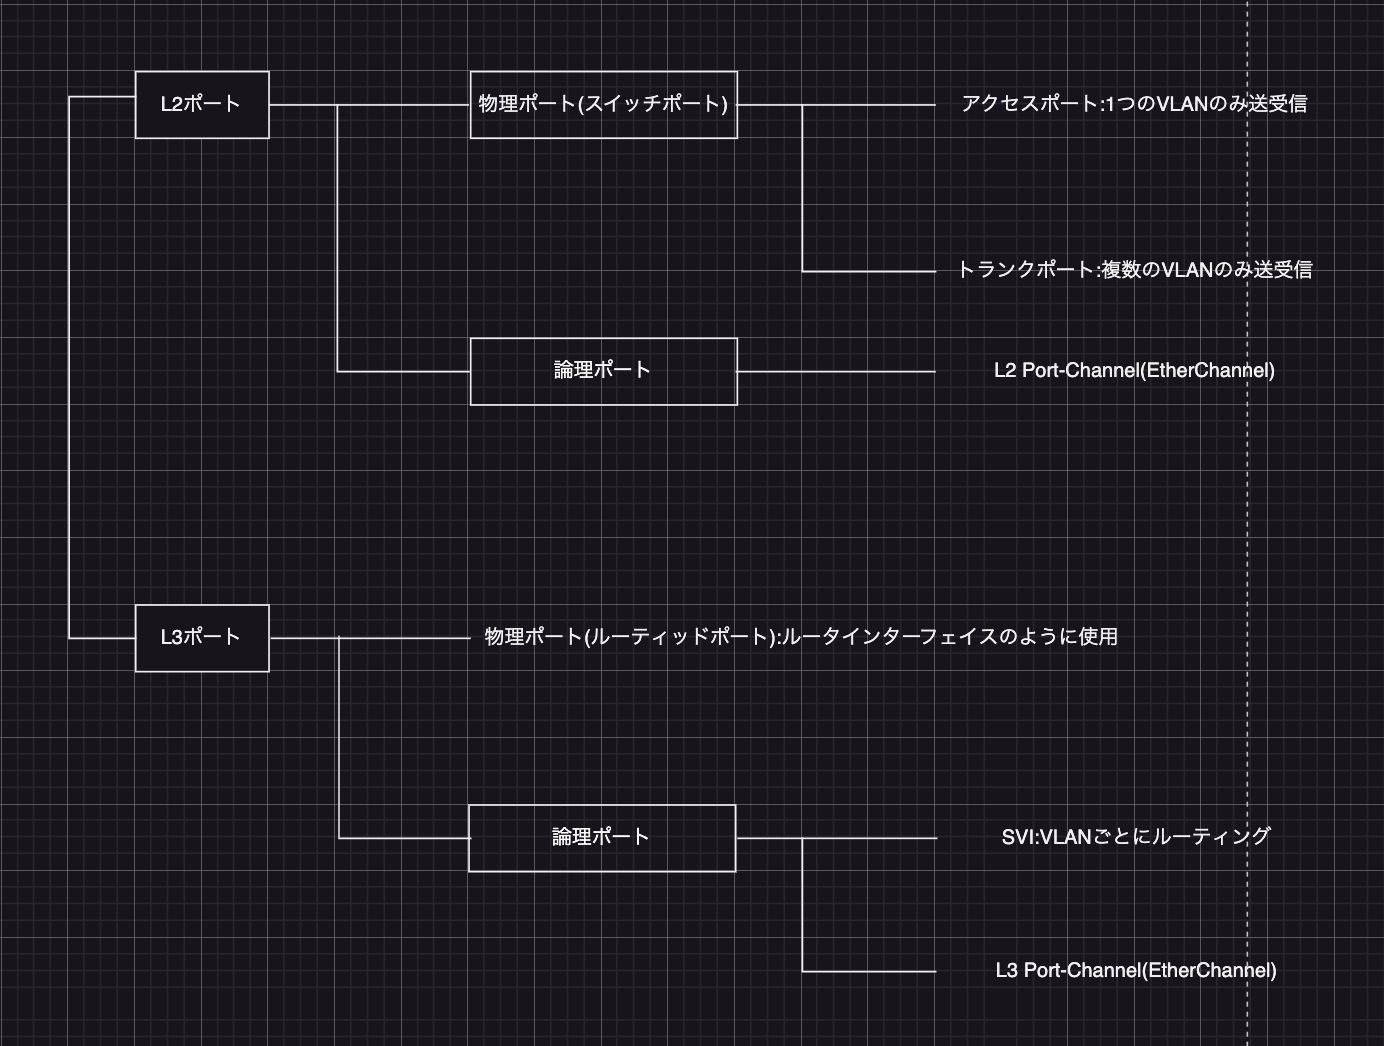 L2ポート
物理ポート(スイッチポート)
アクセスポート:1つのVLANのみ送受信
トランクポート:複数のVLANのみ送受信
論理ポート
L2 Port-Channel(EtherChannel)
L3ポート
物理ポート(ルーティッドポート):ルータインターフェイスのように使用
論理ポート
SVI:VLANごとにルーティング
L3 Port-Channel(EtherChannel)